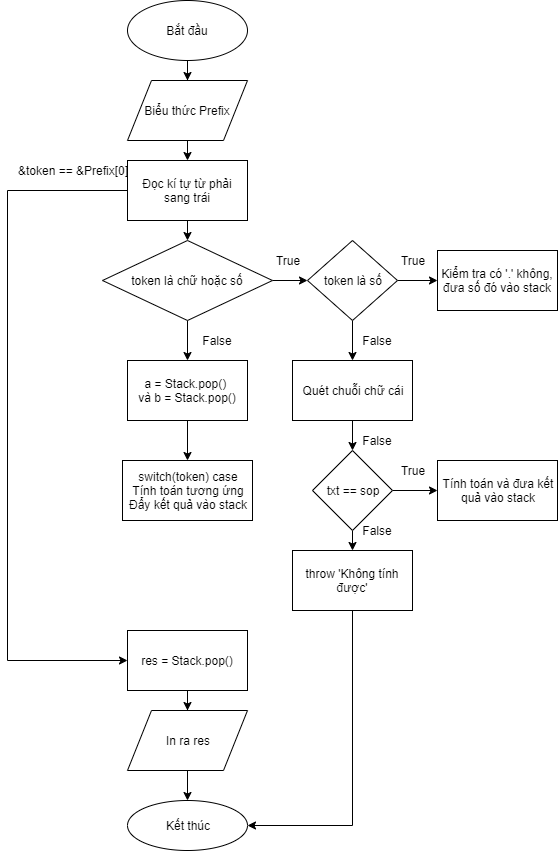 Bắt đầu
Biểu thức Prefix
&token == &Prefix[0]
Đọc kí tự từ phải
sang trái
token là chữ hoặc số
True
token là số
True
Kiểm tra có '.' không,
đưa số đó vào stack
False
False
a = Stack.pop()
và b = Stack.pop()
Quét chuỗi chữ cái
False
switch(token) case
Tính toán tương ứng
Đẩy kết quả vào stack
txt == sop
True
Tính toán và đưa kết
quả vào stack
False
throw 'Không tính
được'
res = Stack.pop()
In ra res
Kết thúc